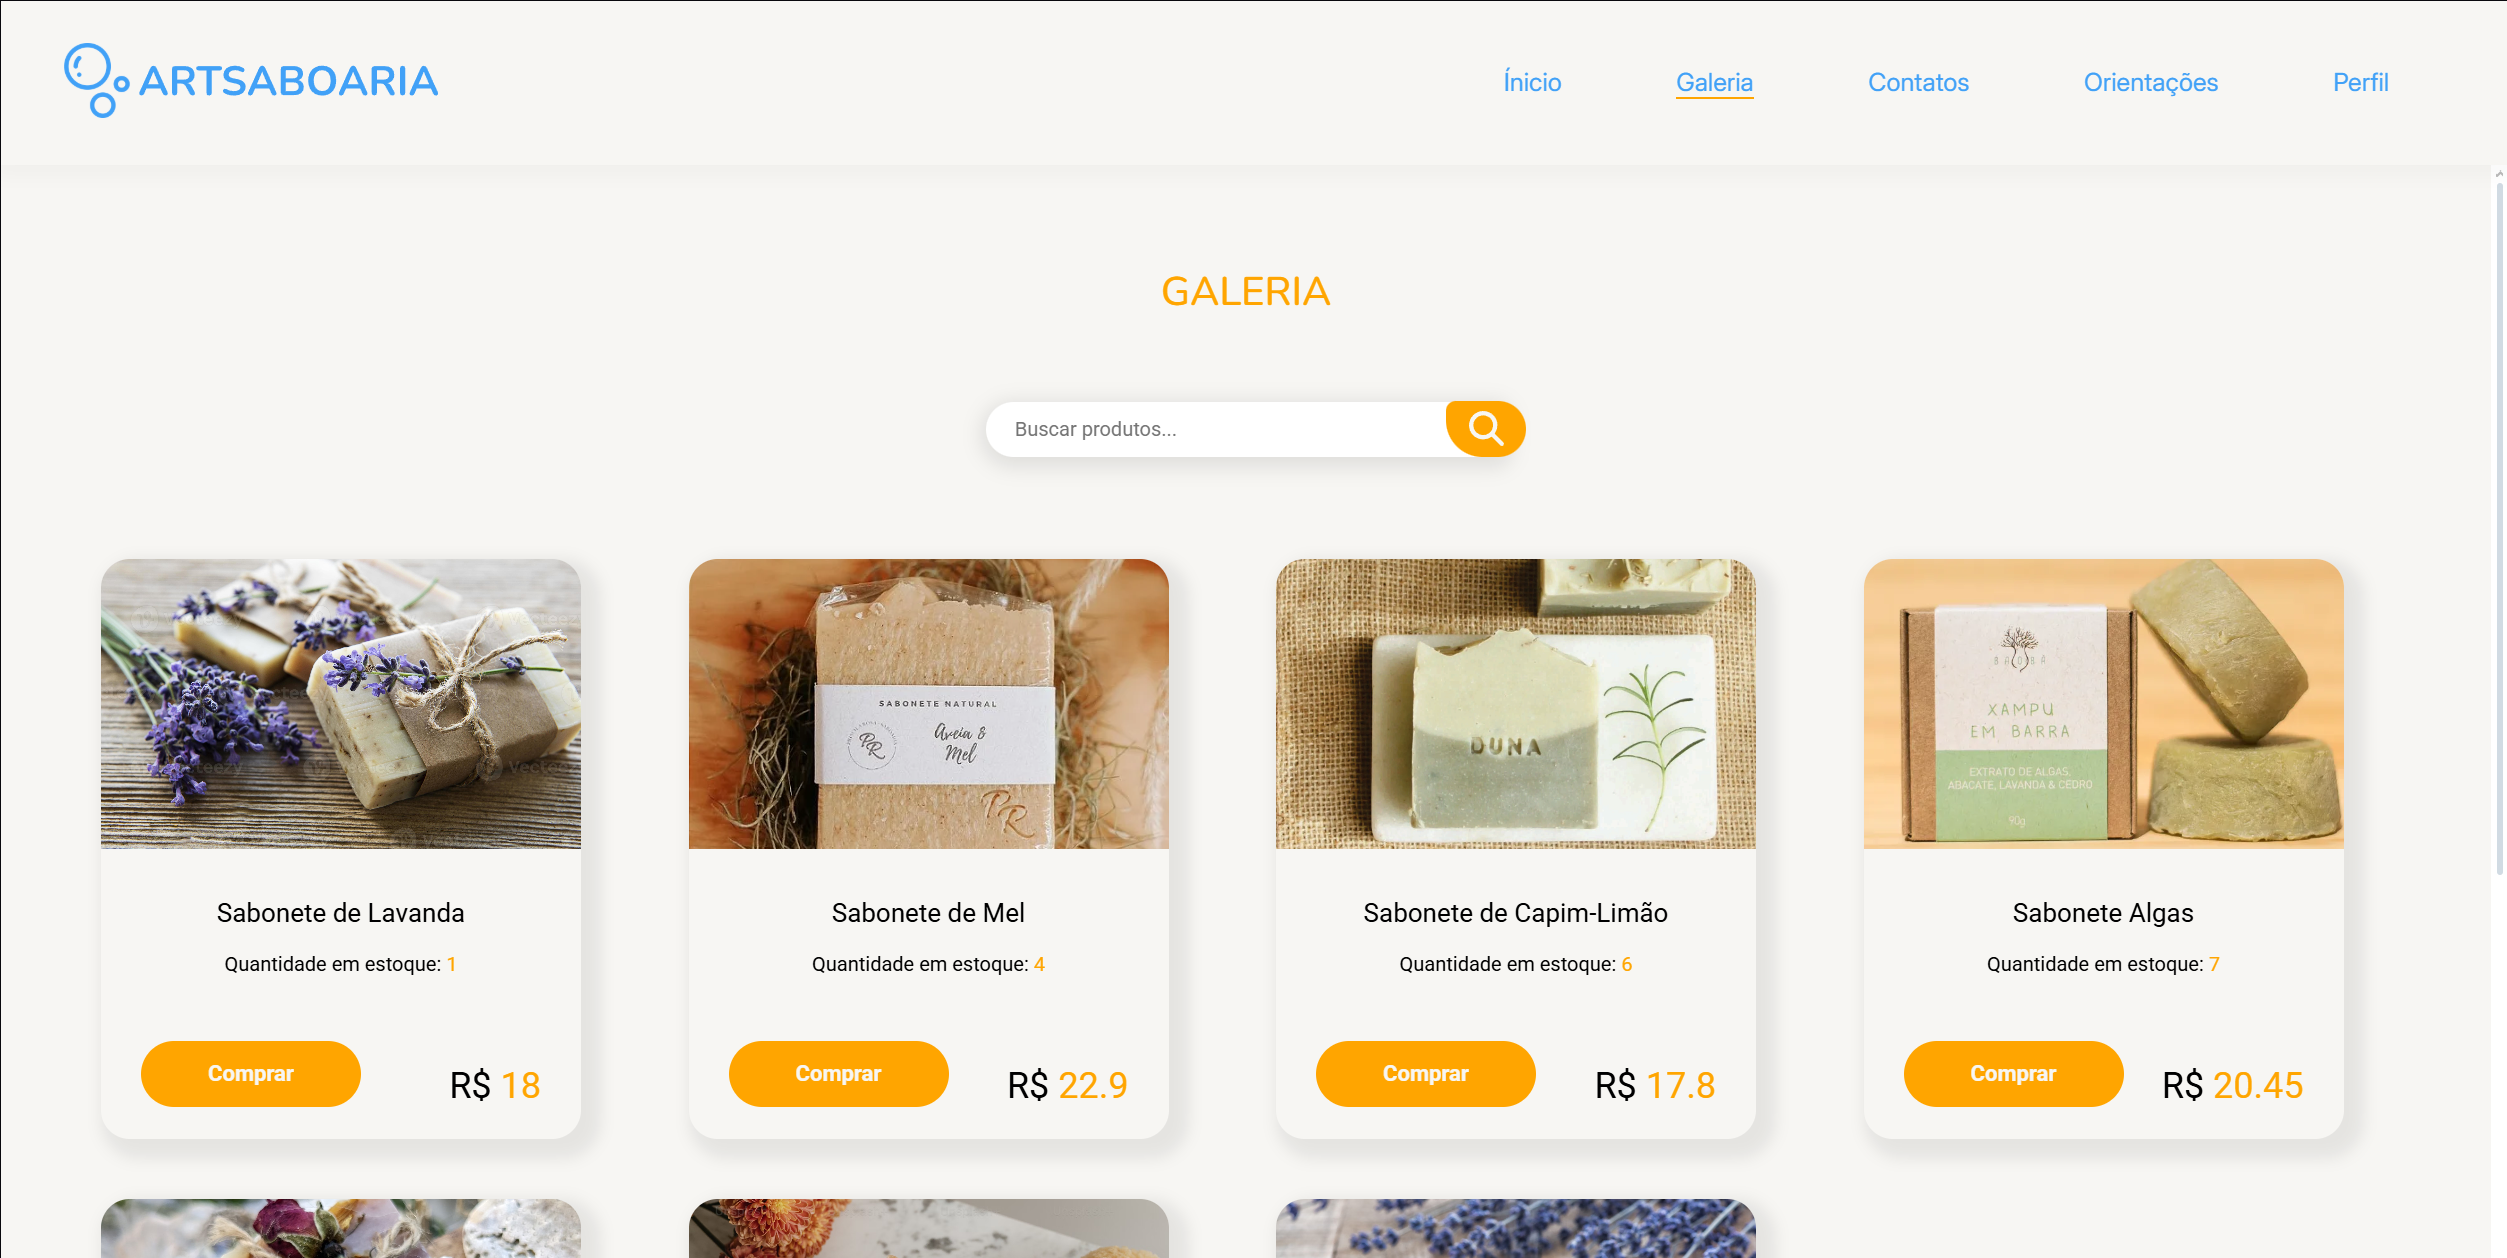 ARTSABOARIA
Ínicio
Galeria
Contatos
Orientações
Perfil
GALERIA
Buscar produtos...
SABONETE NATURAL
Aveia &
Mel
PR
PR
DUNA
BAOBÁ
XAMPU
EM BARRA
EXTRATO DE ALGAS,
ABACATE, LAVANDA & CEDRO
90g
Sabonete de Lavanda
Quantidade em estoque: 1
Comprar
R$ 18
Sabonete de Mel
Quantidade em estoque: 4
Comprar
R$ 22.9
Sabonete de Capim-Limão
Quantidade em estoque: 6
Comprar
R$ 17.8
Sabonete Algas
Quantidade em estoque: 7
Comprar
R$ 20.45